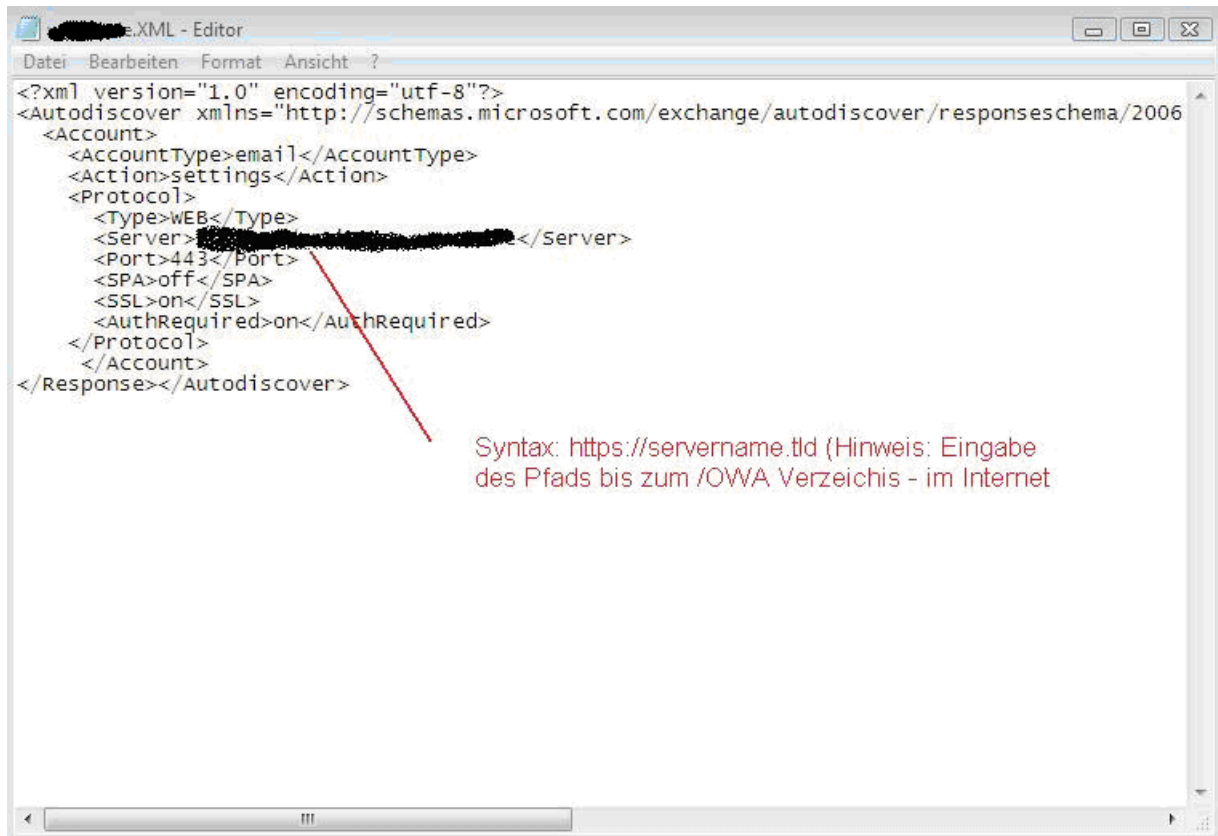 e.XML - Editor
Datei Bearbeiten Format Ansicht ?
<?xml version="1.0" encoding="utf-8"?>
<Autodiscover xmlns="http://schemas.microsoft.com/exchange/autodiscover/responseschema/2006
<Account>
<AccountType>email</AccountType>
<Action>settings</Action>
<Protocol>
<Type>WEB</Type>
<Server></Server>
<Port>443</Port>
<SPA>off</SPA>
<SSL>on</SSL>
<AuthRequired>on</AuthRequired>
</Protocol>
</Account>
</Response></Autodiscover>
Syntax: https://servername.tld (Hinweis: Eingabe
des Pfads bis zum /OWA Verzeichis - im Internet